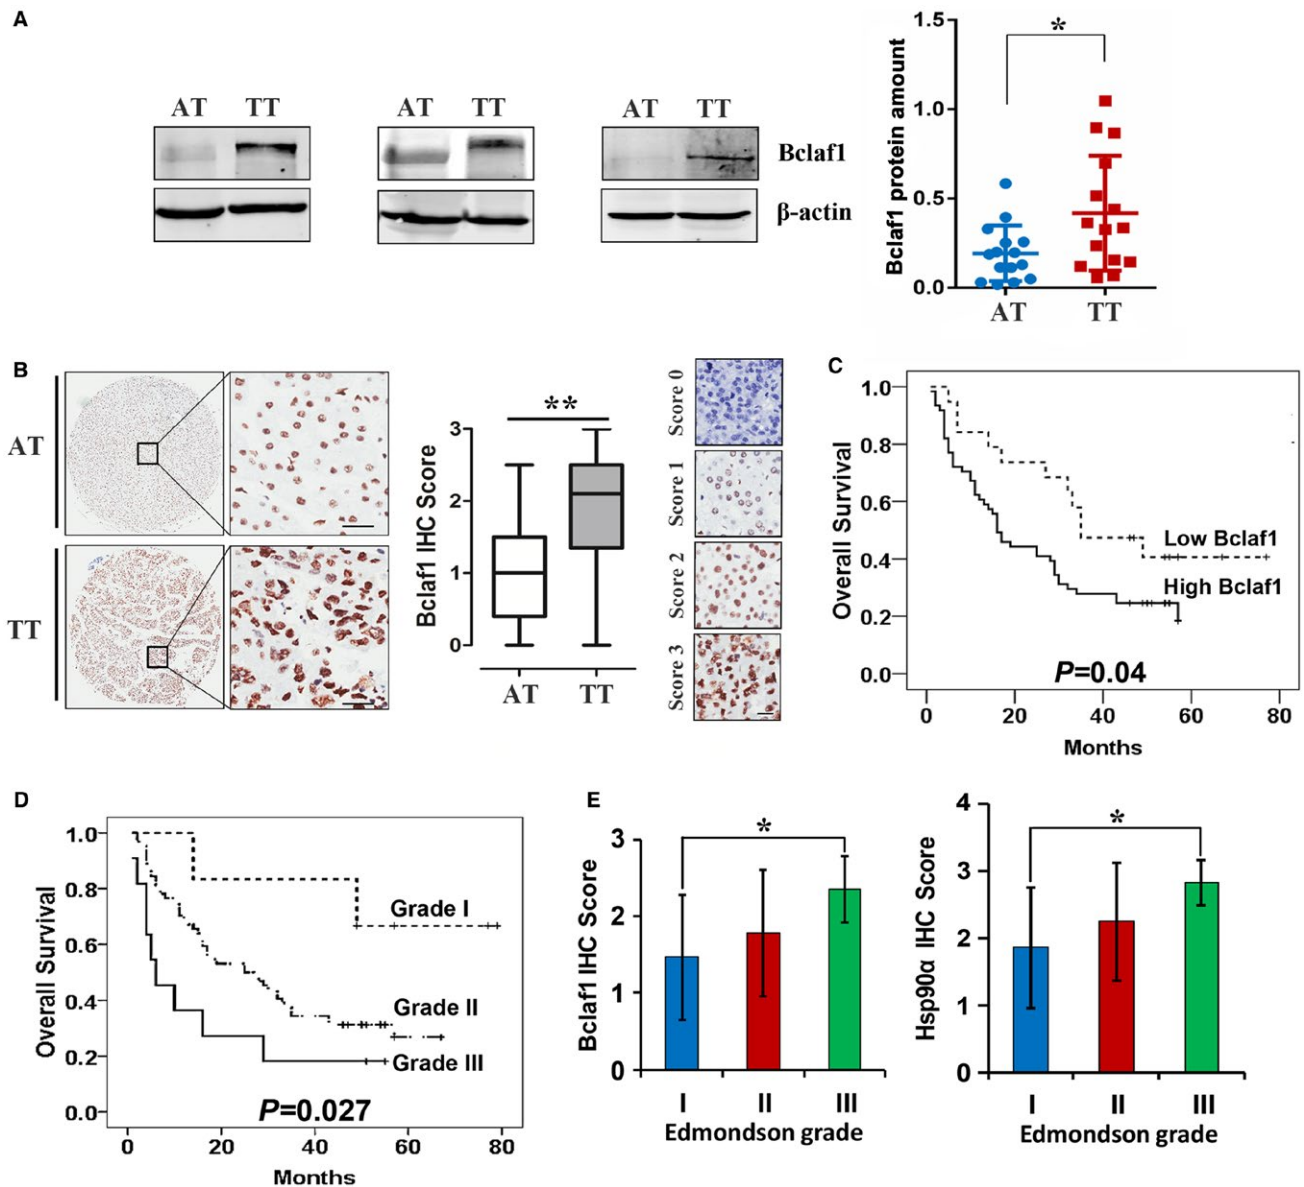 A
AT TT
AT TT
AT TT
Bclaf1
β-actin
Bclaf1 protein amount
1.5
1.0
0.5
0.0
*
AT TT
B
AT
TT
Bclaf1 IHC Score
3
2
1
0
**
AT TT
Score 0
Score 1
Score 2
Score 3
C
Overall Survival
1.0
0.8
0.6
0.4
0.2
0.0
Low Bclaf1
High Bclaf1
P=0.04
0 20 40 60 80
Months
D
Overall Survival
1.0
0.8
0.6
0.4
0.2
0.0
Grade I
Grade II
Grade III
P=0.027
0 20 40 60 80
Months
E
Bclaf1 IHC Score
3
2
1
0
*
I II III
Edmondson grade
Hsp90α IHC Score
4
3
2
1
0
*
I II III
Edmondson grade